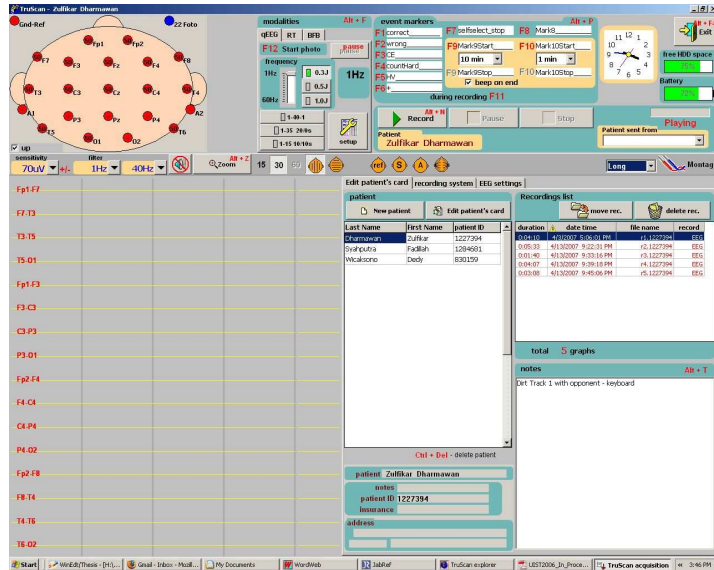 TruScan - Zulfikar Dharmawan
Gnd-Ref
22 Foto
Fp1
Fp2
F7
F3
Fz
F4
F8
T3
C3
Cz
C4
T4
A1
P3
Pz
P4
A2
T5
O1
O2
T6
up
modalities
Alt + F
qEEG
RT
BFB
F12 Start photo
pause
frequency
1Hz
60Hz
0.3J
0.5J
1.0J
1Hz
1-40-1
1-35 20/0s
1-15 10/10s
setup
event markers
Alt + P
F1 correct_
F2 wrong
F3 CE
F4 countHard
F5 HV
F6 +
F7 selfselect_stop
F8 Mark8
F9 Mark9Start
10 min
F9 Mark9Stop
F10 Mark10Start
1 min
F10 Mark10Stop
beep on end
during recording F11
Exit
free HDD space
75%
Battery
Alt + N
Record
Pause
Stop
Playing
Patient
Zulfikar Dharmawan
Patient sent from
sensitivity
70uV
+/-
filter
1Hz
40Hz
Alt + Z
Zoom
15
30
60
ref
S
A
Long
Montag
Fp1-F7
F7-T3
T3-T5
T5-O1
Fp1-F3
F3-C3
C3-P3
P3-O1
Fp2-F4
F4-C4
C4-P4
P4-O2
Fp2-F8
F8-T4
T4-T6
T6-O2
Edit patient's card
recording system
EEG settings
patient
New patient
Edit patient's card
Last Name First Name patient ID
Dharmawan Zulfikar 1227394
Syahputra Fadillah 1284681
Wicaksono Dedy 830159
Ctrl + Del - delete patient
patient Zulfikar Dharmawan
notes
patient ID 1227394
insurance
address
Recordings list
move rec.
delete rec.
duration date time file name record
0:04:10 4/3/2007 5:06:01 PM r1.1227394 EEG
0:05:33 4/13/2007 9:22:31 PM r2.1227394 EEG
0:01:40 4/13/2007 9:33:16 PM r3.1227394 EEG
0:04:07 4/13/2007 9:39:18 PM r4.1227394 EEG
0:03:08 4/13/2007 9:45:06 PM r5.1227394 EEG
total 5 graphs
notes
Alt + T
Dirt Track 1 with opponent - keyboard
Start
WinEdt/Thesis - [H:\...
Gmail - Inbox - Mozill...
My Documents
WordWeb
JabRef
TruScan explorer
UIST2006_In_Proce...
TruScan acquisition
3:46 PM